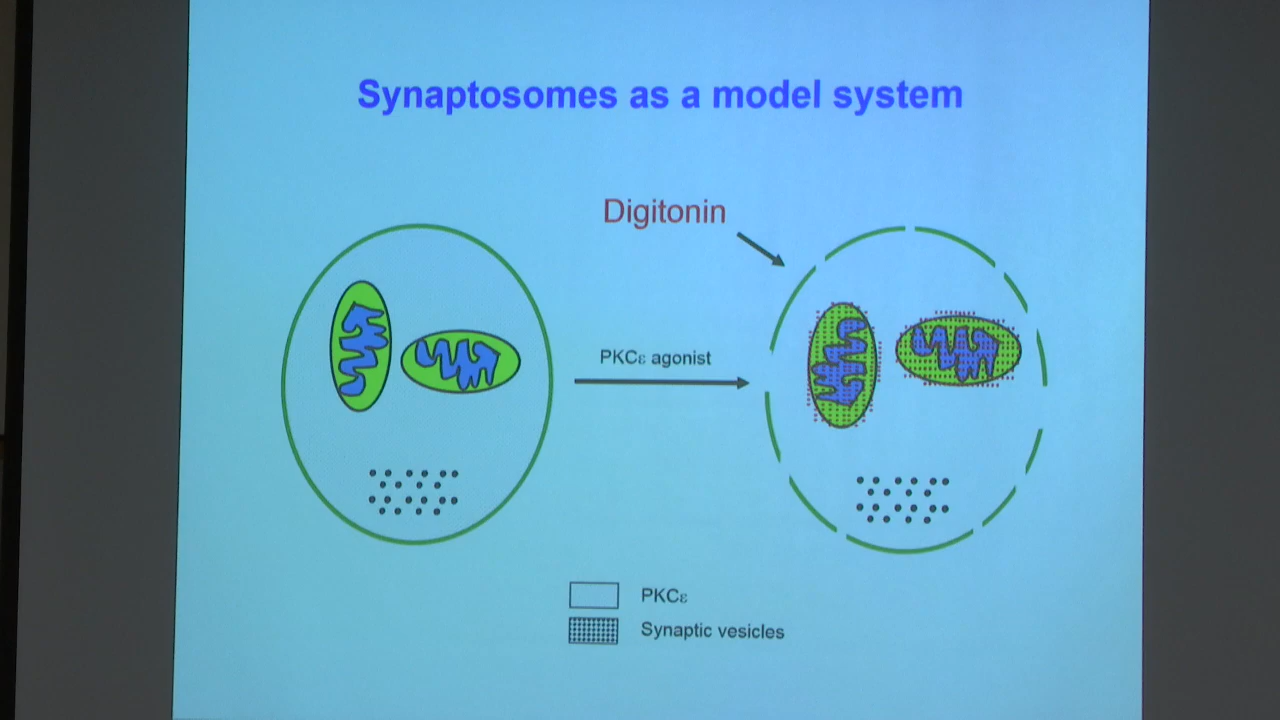 Synaptosomes as a model system
Digitonin
PKCε agonist
PKCε
Synaptic vesicles